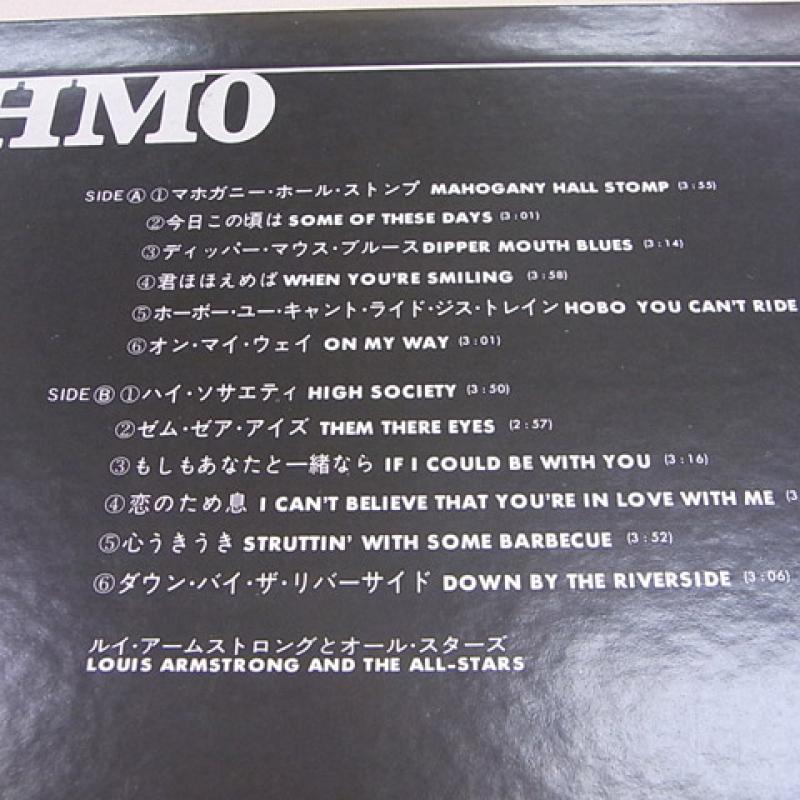 HMO
SIDE Ⓐ ①マホガニー・ホール・ストンプ MAHOGANY HALL STOMP (3:55)
②今日この頃は SOME OF THESE DAYS (3:01)
③ディッパー・マウス・ブルース DIPPER MOUTH BLUES (3:14)
④君ほほえめば WHEN YOU'RE SMILING (3:58)
⑤ホーボー・ユー・キャント・ライド・ジス・トレイン HOBO YOU CAN'T RIDE
⑥オン・マイ・ウェイ ON MY WAY (3:01)
SIDE Ⓑ ①ハイ・ソサエティ HIGH SOCIETY (3:50)
②ゼム・ゼア・アイズ THEM THERE EYES (2:57)
③もしもあなたと一緒なら IF I COULD BE WITH YOU (3:16)
④恋のため息 I CAN'T BELIEVE THAT YOU'RE IN LOVE WITH ME (3
⑤心うきうき STRUTTIN' WITH SOME BARBECUE (3:52)
⑥ダウン・バイ・ザ・リバーサイド DOWN BY THE RIVERSIDE (3:06)
ルイ・アームストロングとオール・スターズ
LOUIS ARMSTRONG AND THE ALL-STARS